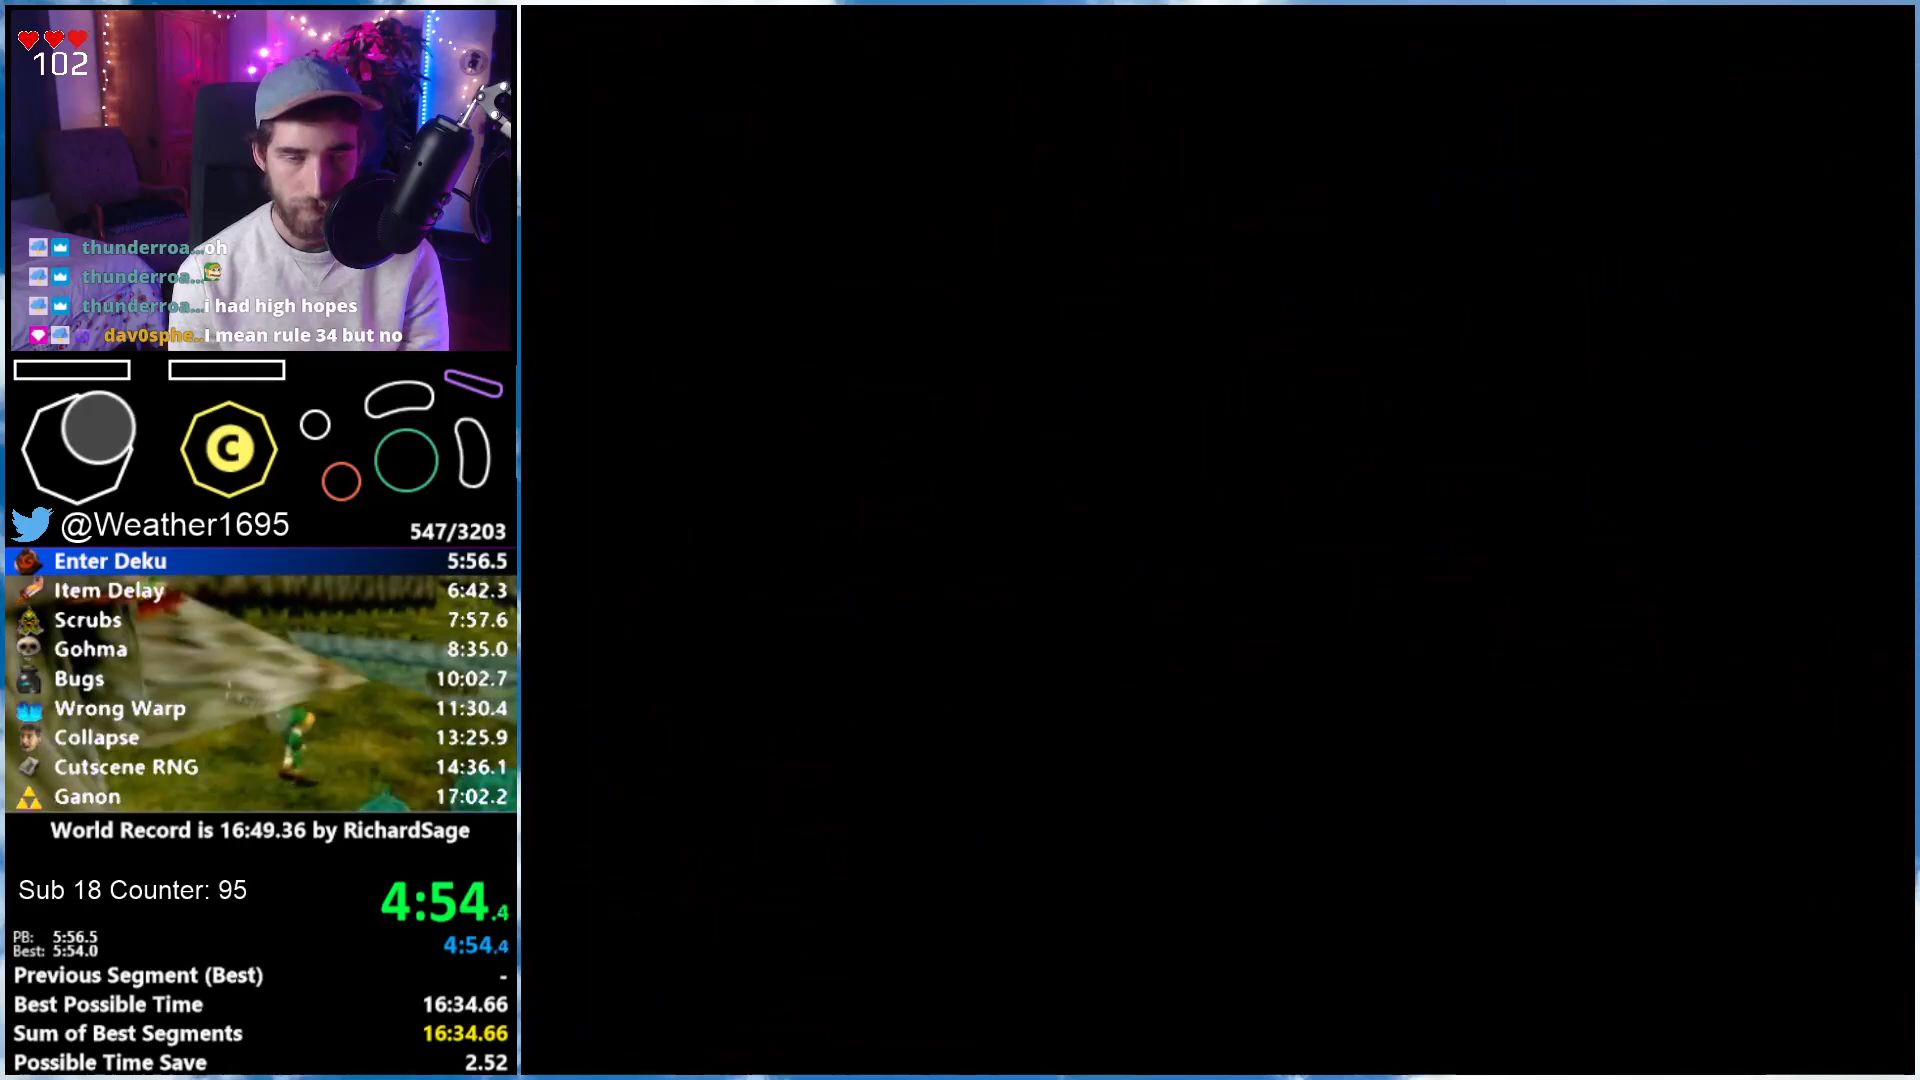 102
thunderroa...oh
thunderroa...
thunderroa...i had high hopes
dav0sphe..I mean rule 34 but no
C
@Weather1695
547/3203
Enter Deku 5:56.5
Item Delay 6:42.3
Scrubs 7:57.6
Gohma 8:35.0
Bugs 10:02.7
Wrong Warp 11:30.4
Collapse 13:25.9
Cutscene RNG 14:36.1
Ganon 17:02.2
World Record is 16:49.36 by RichardSage
Sub 18 Counter: 95
4:54.4
PB: 5:56.5
Best: 5:54.0
4:54.4
Previous Segment (Best) -
Best Possible Time 16:34.66
Sum of Best Segments 16:34.66
Possible Time Save 2.52